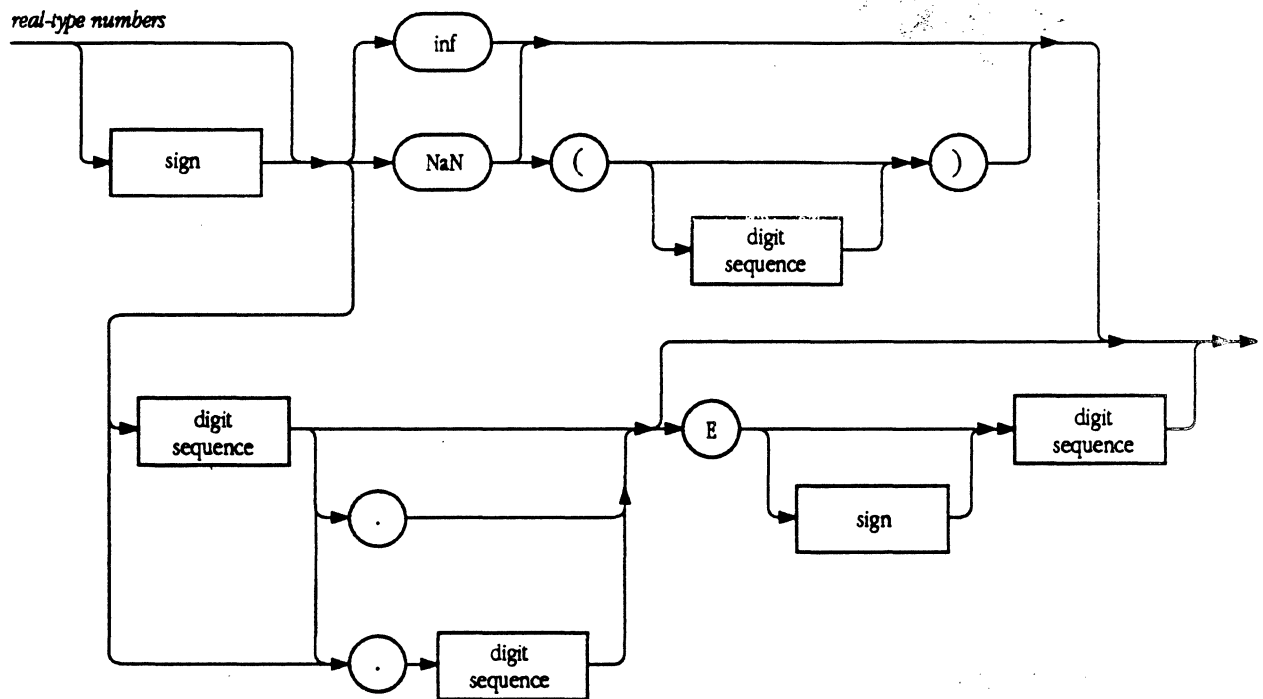 real-type numbers
inf
sign
NaN
(
)
digit
sequence
digit
sequence
E
digit
sequence
.
sign
.
digit
sequence